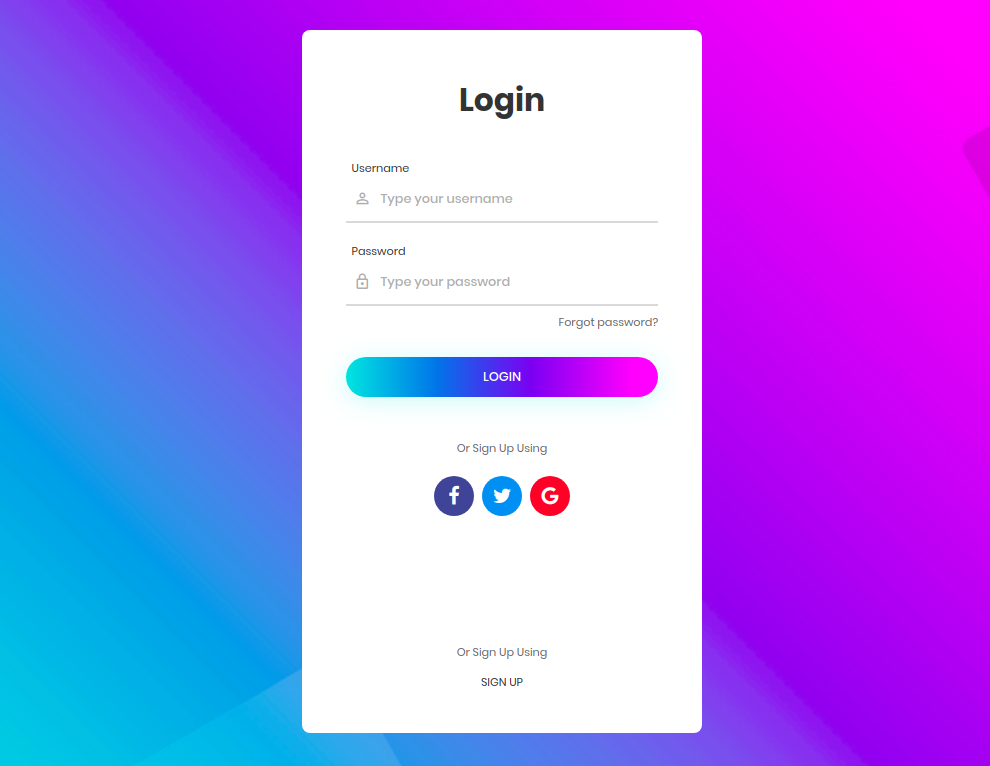 Login
Username
Type your username
Password
Type your password
Forgot password?
LOGIN
Or Sign Up Using
Or Sign Up Using
SIGN UP